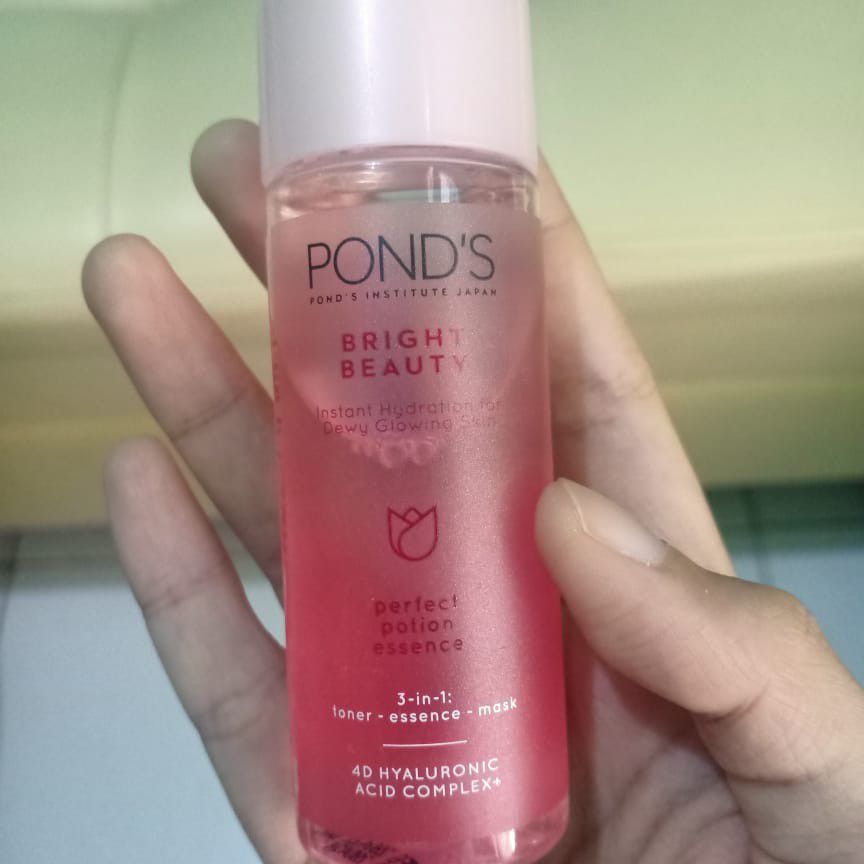 POND'S
POND'S INSTITUTE JAPAN
BRIGHT
BEAUTY
Instant Hydration for
Dewy Glowing Skin
perfect
potion
essence
3-in-1:
toner - essence - mask
4D HYALURONIC
ACID COMPLEX+